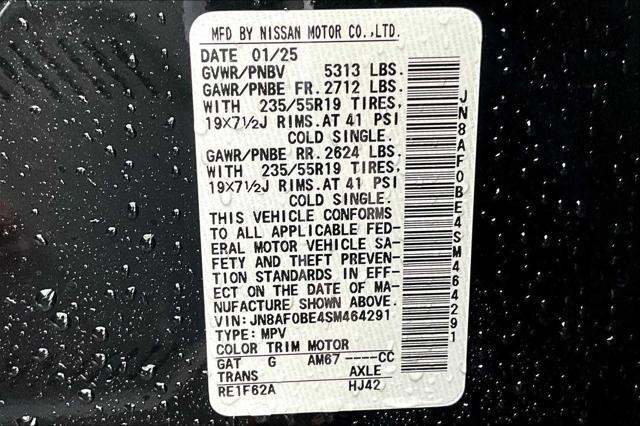 MFD BY NISSAN MOTOR CO.,LTD.
DATE 01/25
GVWR/PNBV 5313 LBS.
GAWR/PNBE FR. 2712 LBS.
WITH 235/55R19 TIRES,
19X7½J RIMS.AT 41 PSI
COLD SINGLE.
GAWR/PNBE RR. 2624 LBS.
WITH 235/55R19 TIRES,
19X7½J RIMS.AT 41 PSI
COLD SINGLE.
THIS VEHICLE CONFORMS
TO ALL APPLICABLE FED-
ERAL MOTOR VEHICLE SA-
FETY AND THEFT PREVEN-
TION STANDARDS IN EFF-
ECT ON THE DATE OF MA-
NUFACTURE SHOWN ABOVE.
VIN:JN8AF0BE4SM464291
TYPE:MPV
COLOR TRIM MOTOR
GAT G AM67 ----CC
TRANS AXLE
RE1F62A HJ42
JN8AF0BE4SM464291